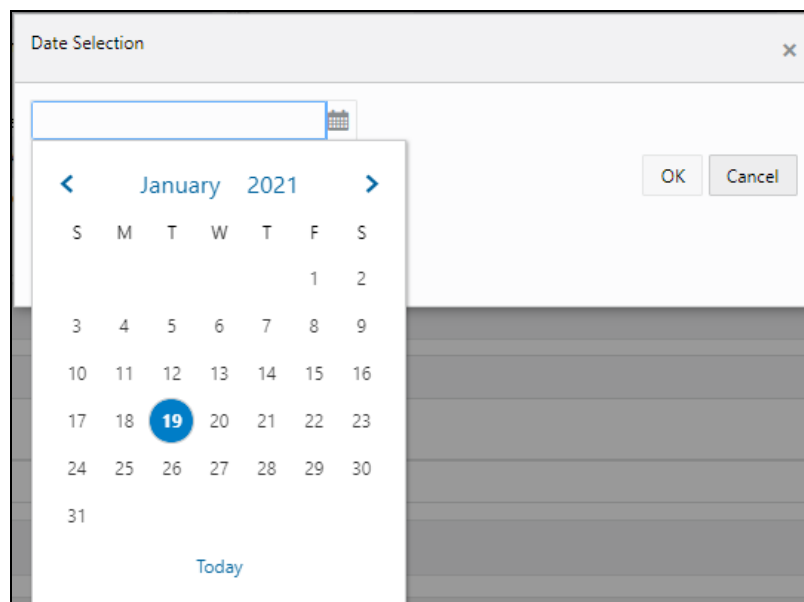 Date Selection ×
January 2021
OK Cancel
S M T W T F S
1 2
3 4 5 6 7 8 9
10 11 12 13 14 15 16
17 18 19 20 21 22 23
24 25 26 27 28 29 30
31
Today